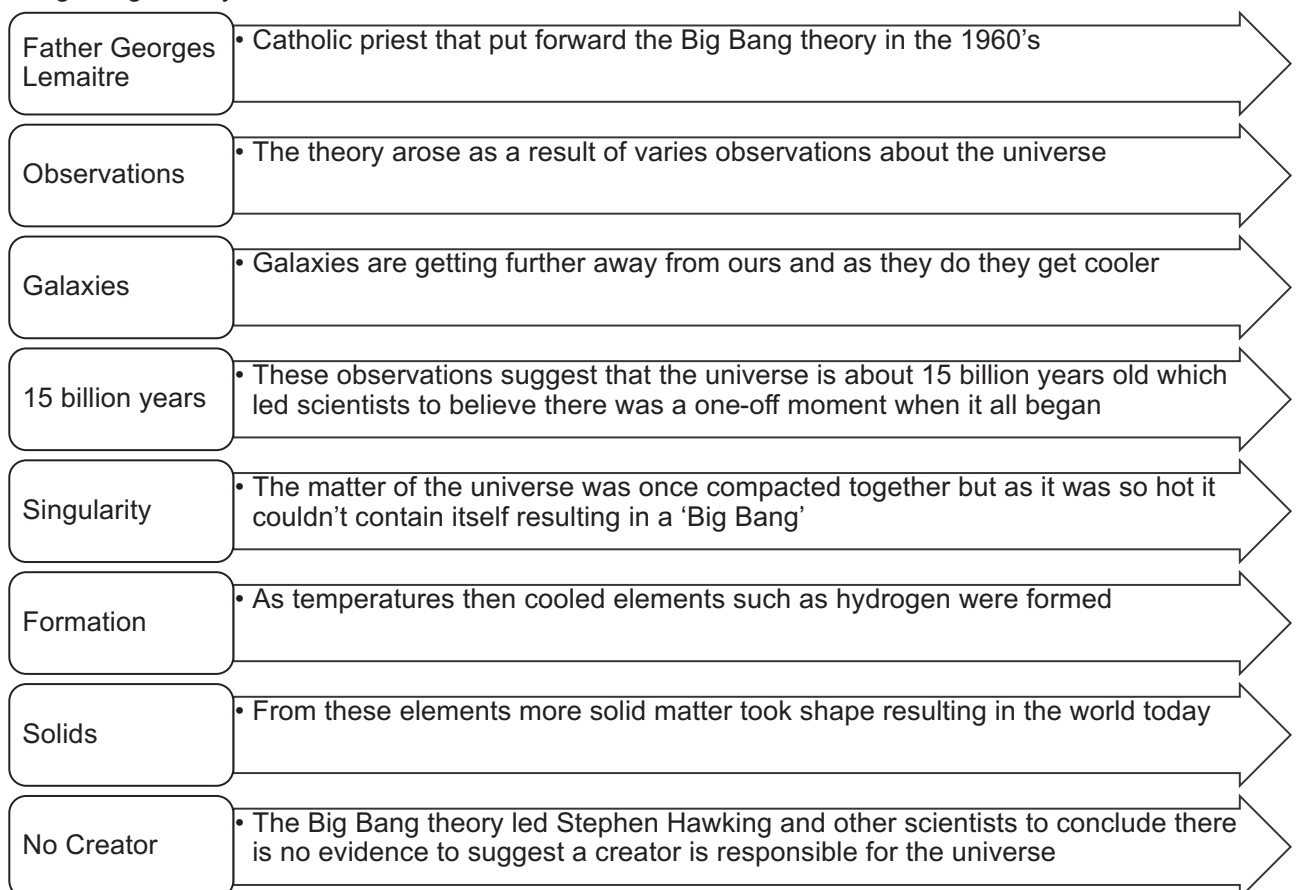 Father Georges
Lemaitre
• Catholic priest that put forward the Big Bang theory in the 1960's
Observations
• The theory arose as a result of varies observations about the universe
Galaxies
• Galaxies are getting further away from ours and as they do they get cooler
15 billion years
• These observations suggest that the universe is about 15 billion years old which
led scientists to believe there was a one-off moment when it all began
Singularity
• The matter of the universe was once compacted together but as it was so hot it
couldn't contain itself resulting in a ‘Big Bang’
Formation
• As temperatures then cooled elements such as hydrogen were formed
Solids
• From these elements more solid matter took shape resulting in the world today
No Creator
• The Big Bang theory led Stephen Hawking and other scientists to conclude there
is no evidence to suggest a creator is responsible for the universe